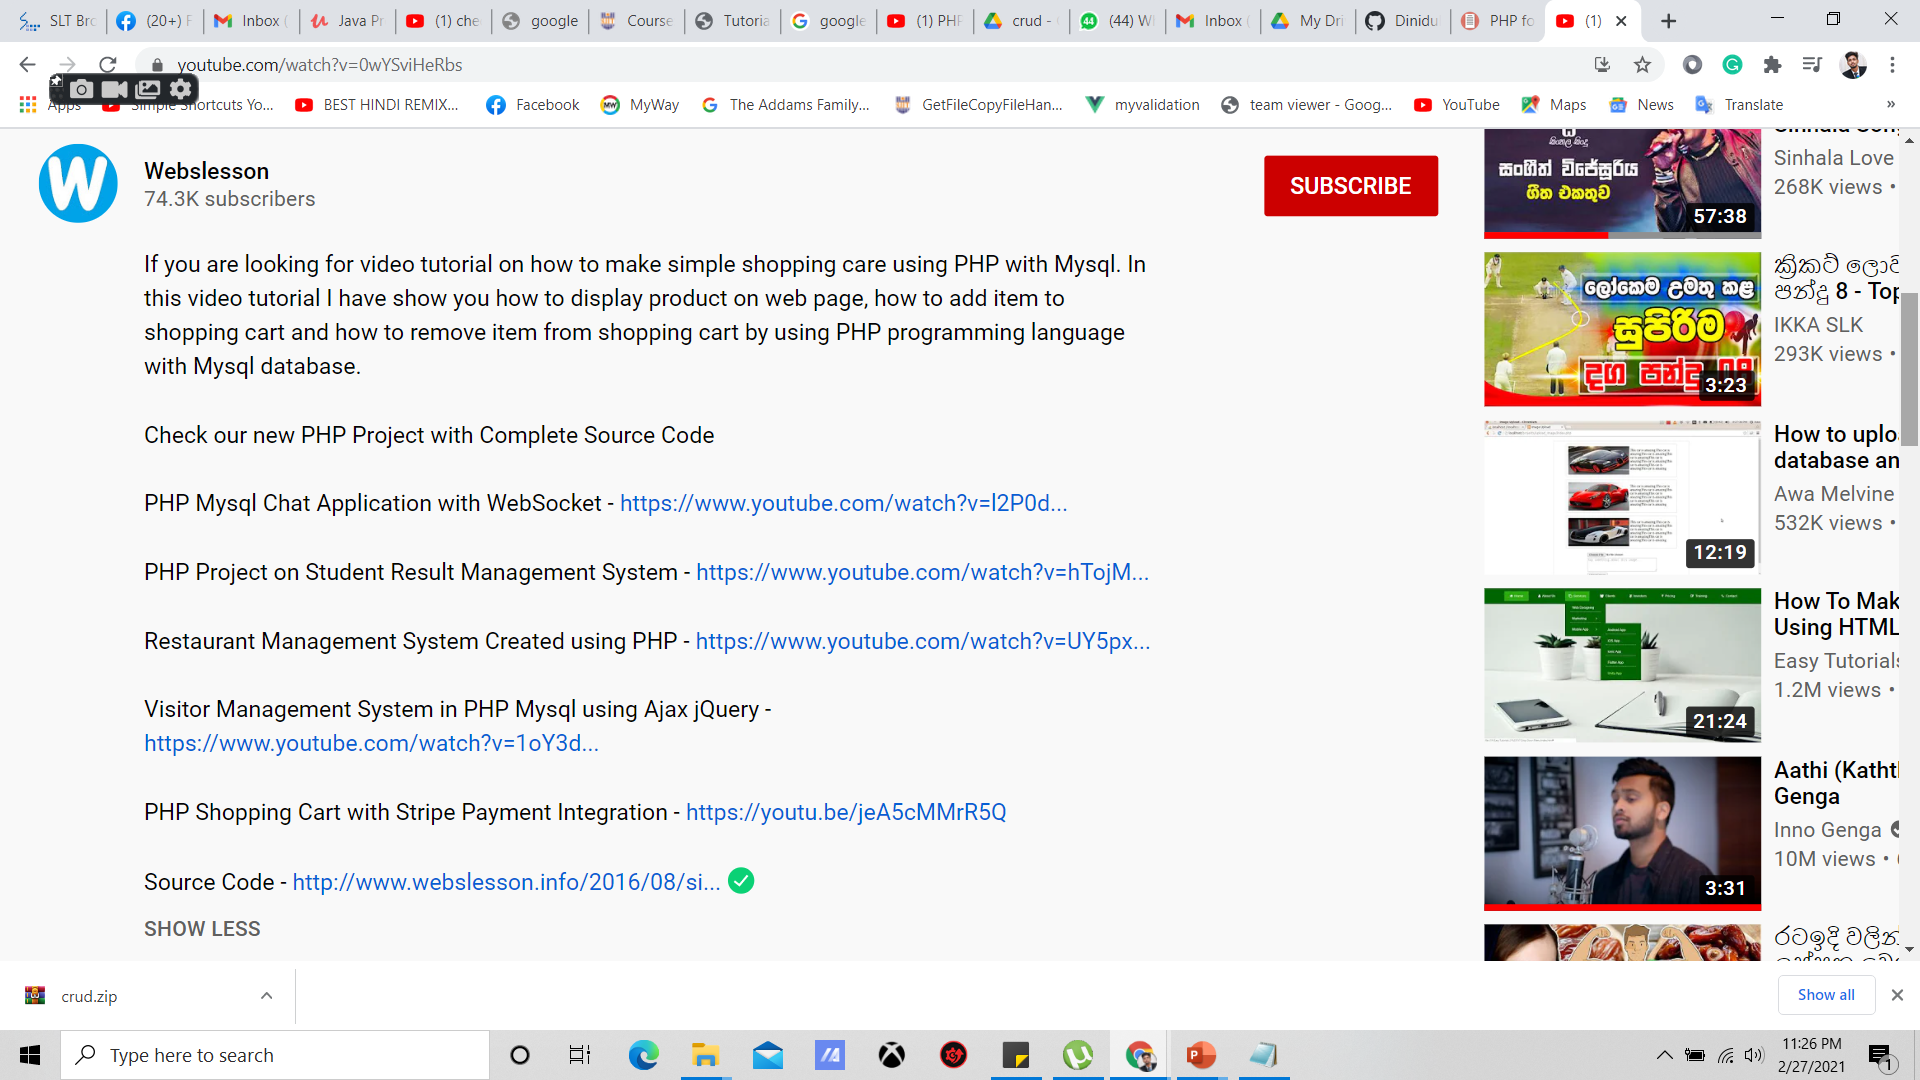 SLT Bro
(20+) F
Inbox (
Java Pr
(1) che
google
Course
Tutoria
google
(1) PHP
crud -
(44) W
Inbox (
My Dri
Dinidu
PHP fo
(1)
youtube.com/watch?v=0wYSviHeRbs
Apps
Simple Shortcuts Yo...
BEST HINDI REMIX...
Facebook
MyWay
The Addams Family...
GetFileCopyFileHan...
myvalidation
team viewer - Goog...
YouTube
Maps
News
Translate
»
Webslesson
74.3K subscribers
SUBSCRIBE
If you are looking for video tutorial on how to make simple shopping care using PHP with Mysql. In
this video tutorial I have show you how to display product on web page, how to add item to
shopping cart and how to remove item from shopping cart by using PHP programming language
with Mysql database.
Check our new PHP Project with Complete Source Code
PHP Mysql Chat Application with WebSocket - https://www.youtube.com/watch?v=l2P0d...
PHP Project on Student Result Management System - https://www.youtube.com/watch?v=hTojM...
Restaurant Management System Created using PHP - https://www.youtube.com/watch?v=UY5px...
Visitor Management System in PHP Mysql using Ajax jQuery -
https://www.youtube.com/watch?v=1oY3d...
PHP Shopping Cart with Stripe Payment Integration - https://youtu.be/jeA5cMMrR5Q
Source Code - http://www.webslesson.info/2016/08/si...
SHOW LESS
සංගීත් විජේසූරිය
ගීත එකතුව
57:38
Sinhala Love
268K views •
ලෝකෙම උමතු කළ
සුපිරිම
දග පන්දු 08
3:23
ක්‍රිකට් ලොව
පන්දු 8 - Top
IKKA SLK
293K views •
12:19
How to uplo
database an
Awa Melvine
532K views •
21:24
How To Mak
Using HTML
Easy Tutorials
1.2M views •
3:31
Aathi (Kathth
Genga
Inno Genga
10M views •
රටඉදි වලින්
crud.zip
Show all
Type here to search
11:26 PM
2/27/2021
1